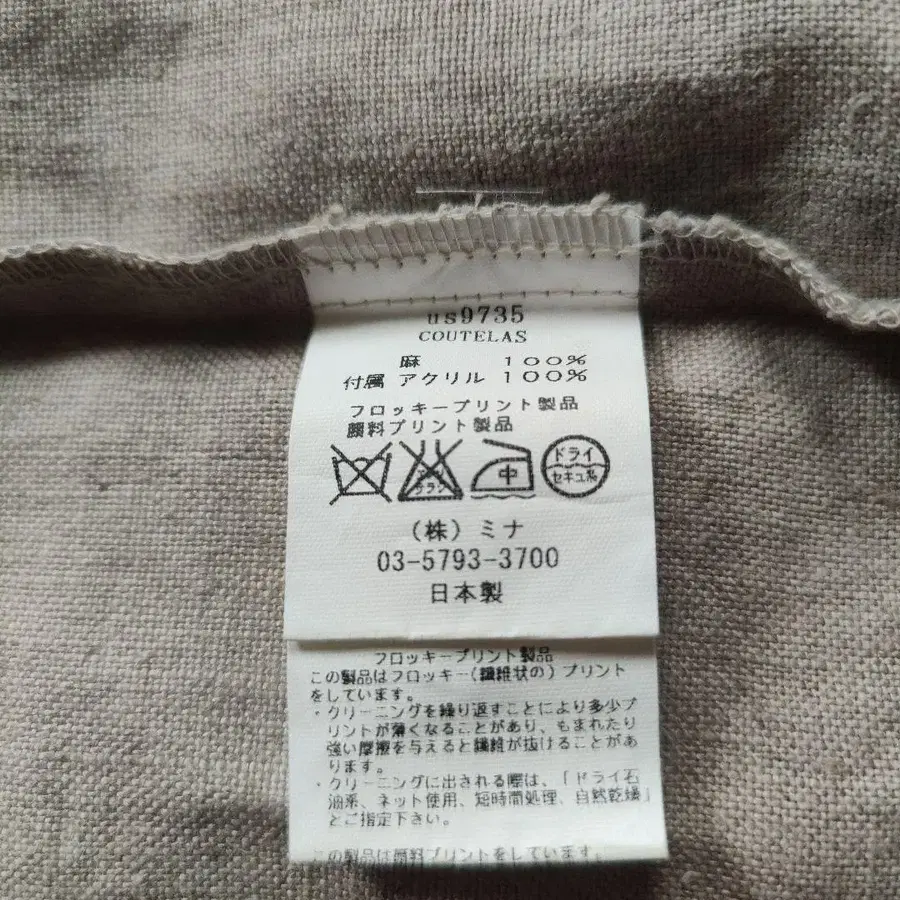 us9735
COUTELAS
麻 100%
付属 アクリル 100%
フロッキープリント製品
顔料プリント製品
エンソ サラシ 中 ドライ セキユ系
(株) ミナ
03-5793-3700
日本製
フロッキープリント製品
この製品はフロッキー(繊維状の)プリント
をしています。
・クリーニングを繰り返すことにより多少プ
リントが薄くなることがあり、もまれたり
強い摩擦を与えると繊維が抜けることがあ
ります。
・クリーニングに出される際は、「ドライ石
油系、ネット使用、短時間処理、自然乾燥」
とご指定下さい。
この製品は顔料プリントをしています。